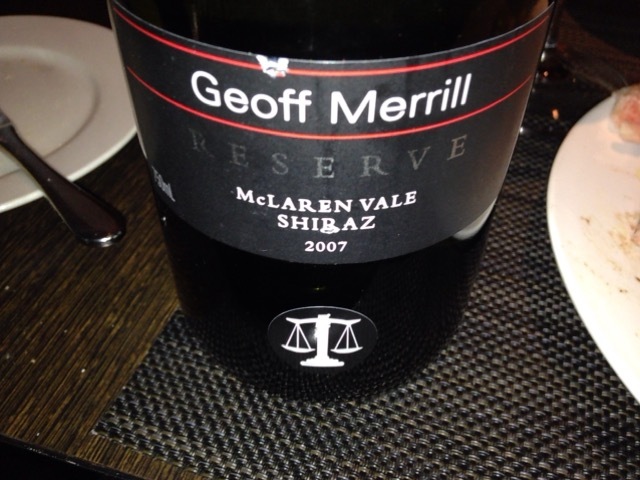 Geoff Merrill
RESERVE
McLAREN VALE
SHIRAZ
2007